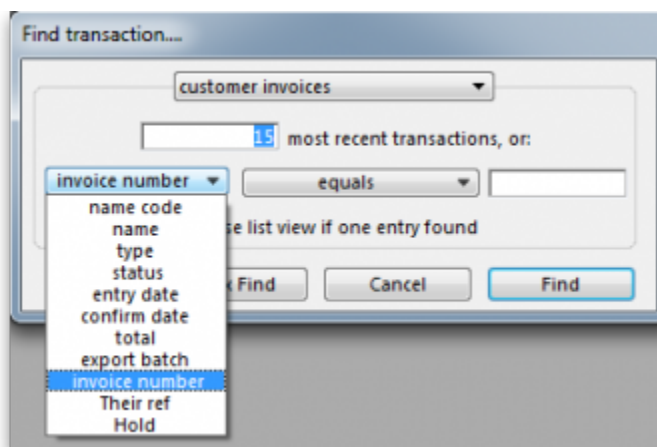 Find transaction....
customer invoices
15 most recent transactions, or:
invoice number equals
name code
name
se list view if one entry found
type
status
entry date
Find Cancel Find
confirm date
total
export batch
invoice number
Their ref
Hold